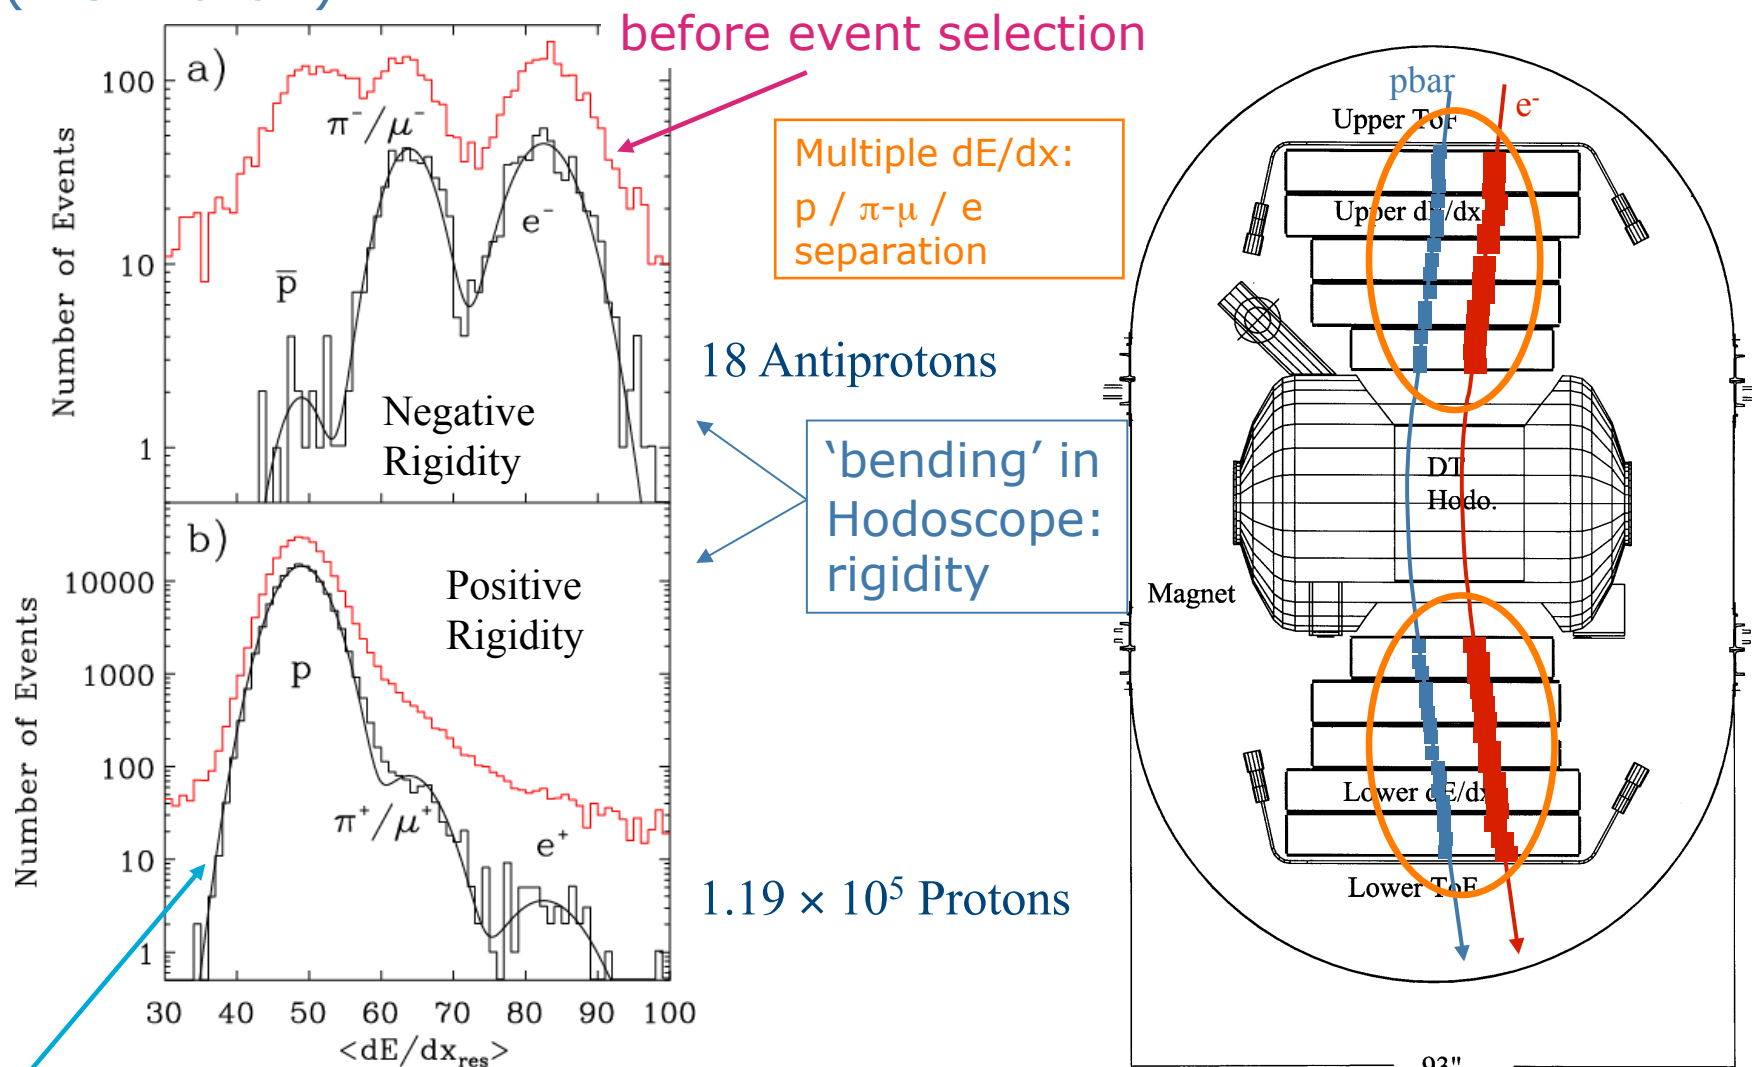 before event selection
a)
100
π⁻/μ⁻
10
e⁻
p̅
1
Negative
Rigidity
Number of Events
b)
10000
Positive
Rigidity
1000
p
100
π⁺/μ⁺
e⁺
10
1
Number of Events
30 40 50 60 70 80 90 100
<dE/dx_res>
Multiple dE/dx:
p / π-μ / e
separation
18 Antiprotons
‘bending’ in
Hodoscope:
rigidity
1.19 × 10⁵ Protons
pbar
e⁻
Upper ToF
Upper dE/dx
DT
Hodo.
Magnet
Lower dE/dx
Lower ToF
93"